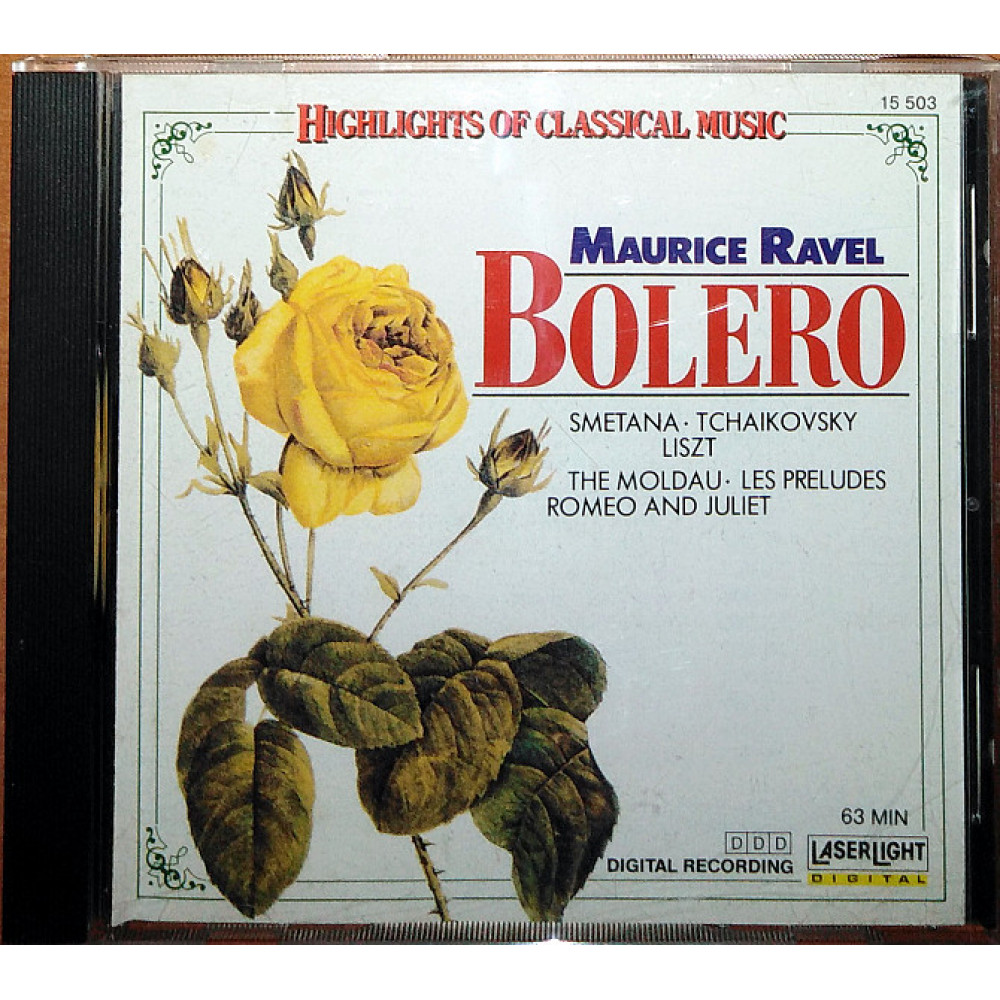 15 503
HIGHLIGHTS OF CLASSICAL MUSIC
MAURICE RAVEL
BOLERO
SMETANA · TCHAIKOVSKY
LISZT
THE MOLDAU · LES PRELUDES
ROMEO AND JULIET
63 MIN
DDD
DIGITAL RECORDING
LASERLIGHT
DIGITAL